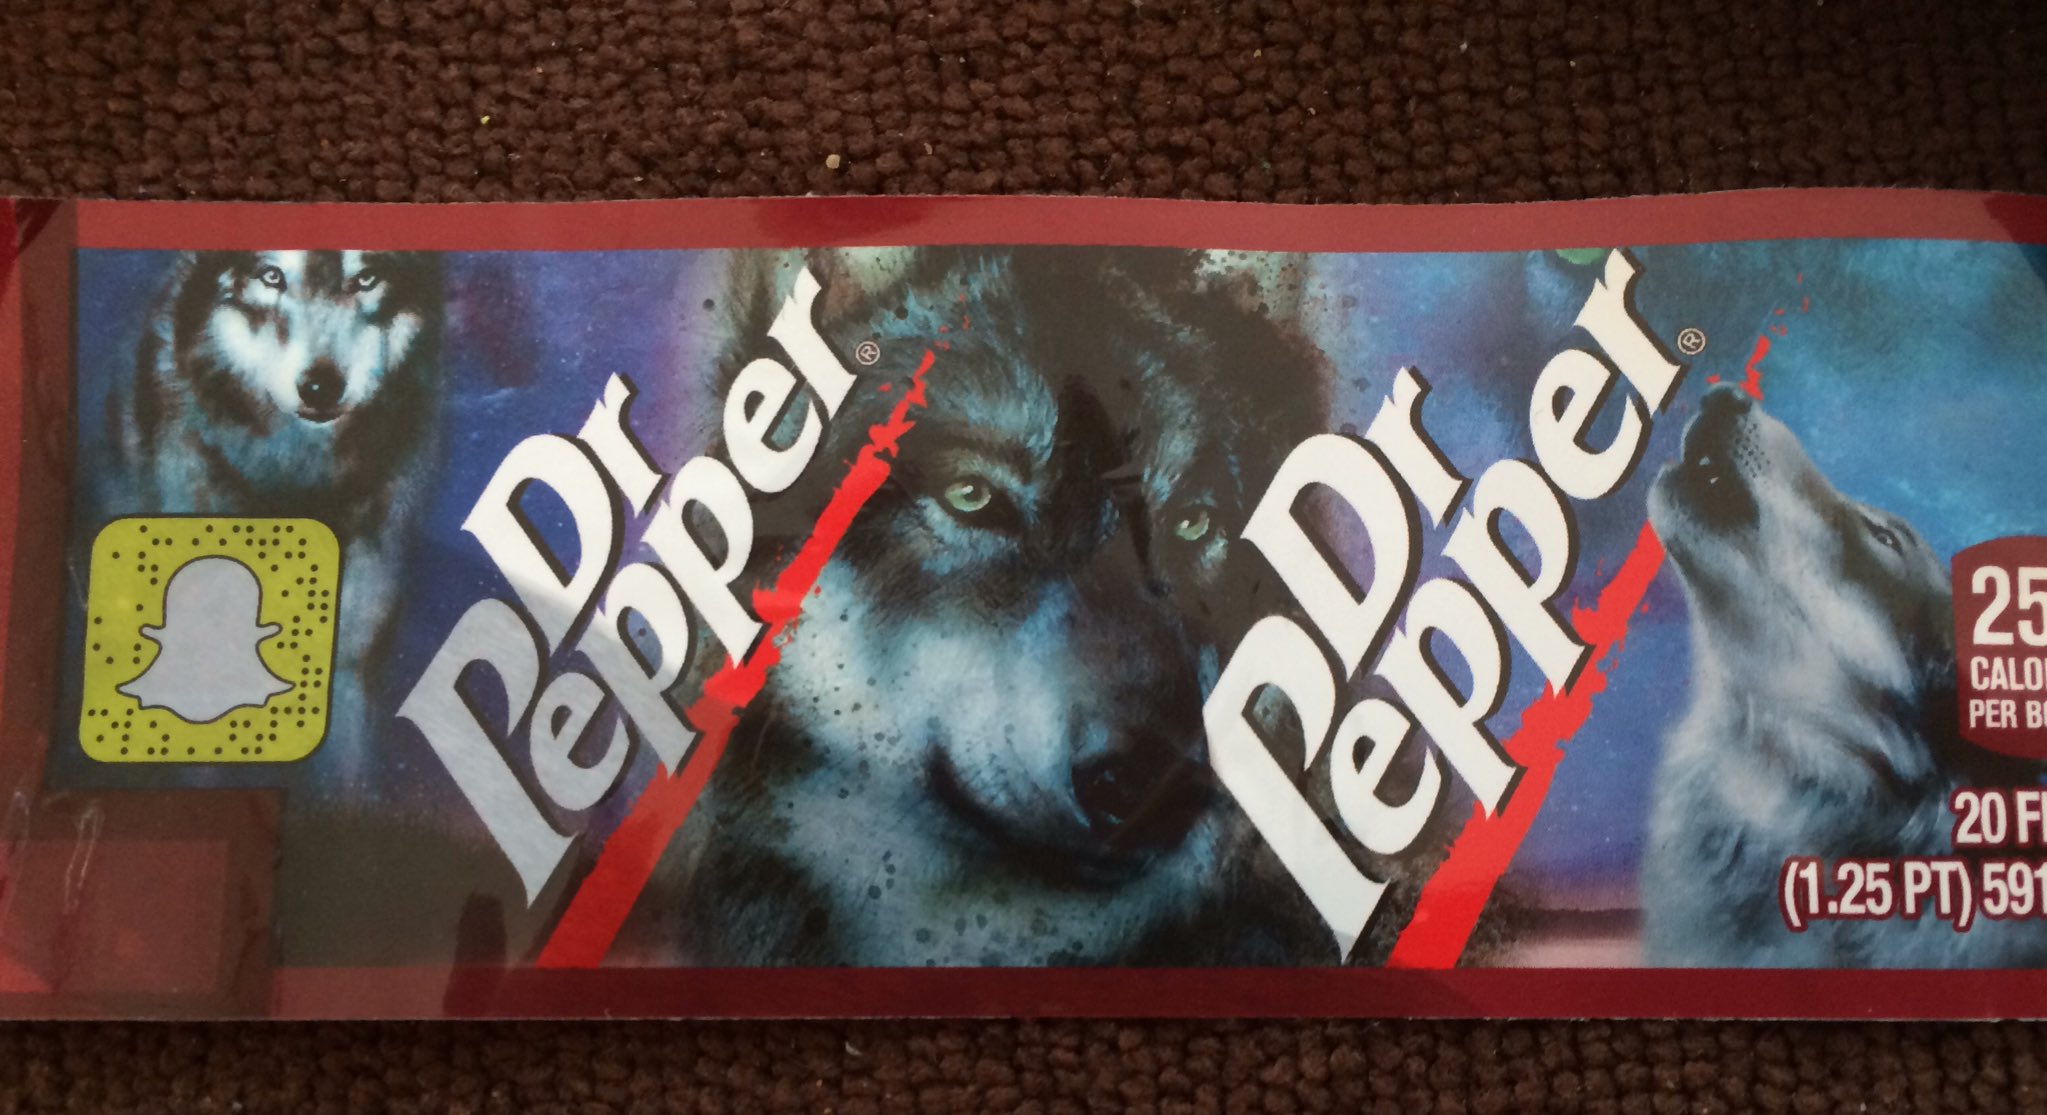 Dr
Pepper®
Dr
Pepper®
25
CALO
PER B
20 F
(1.25 PT) 591